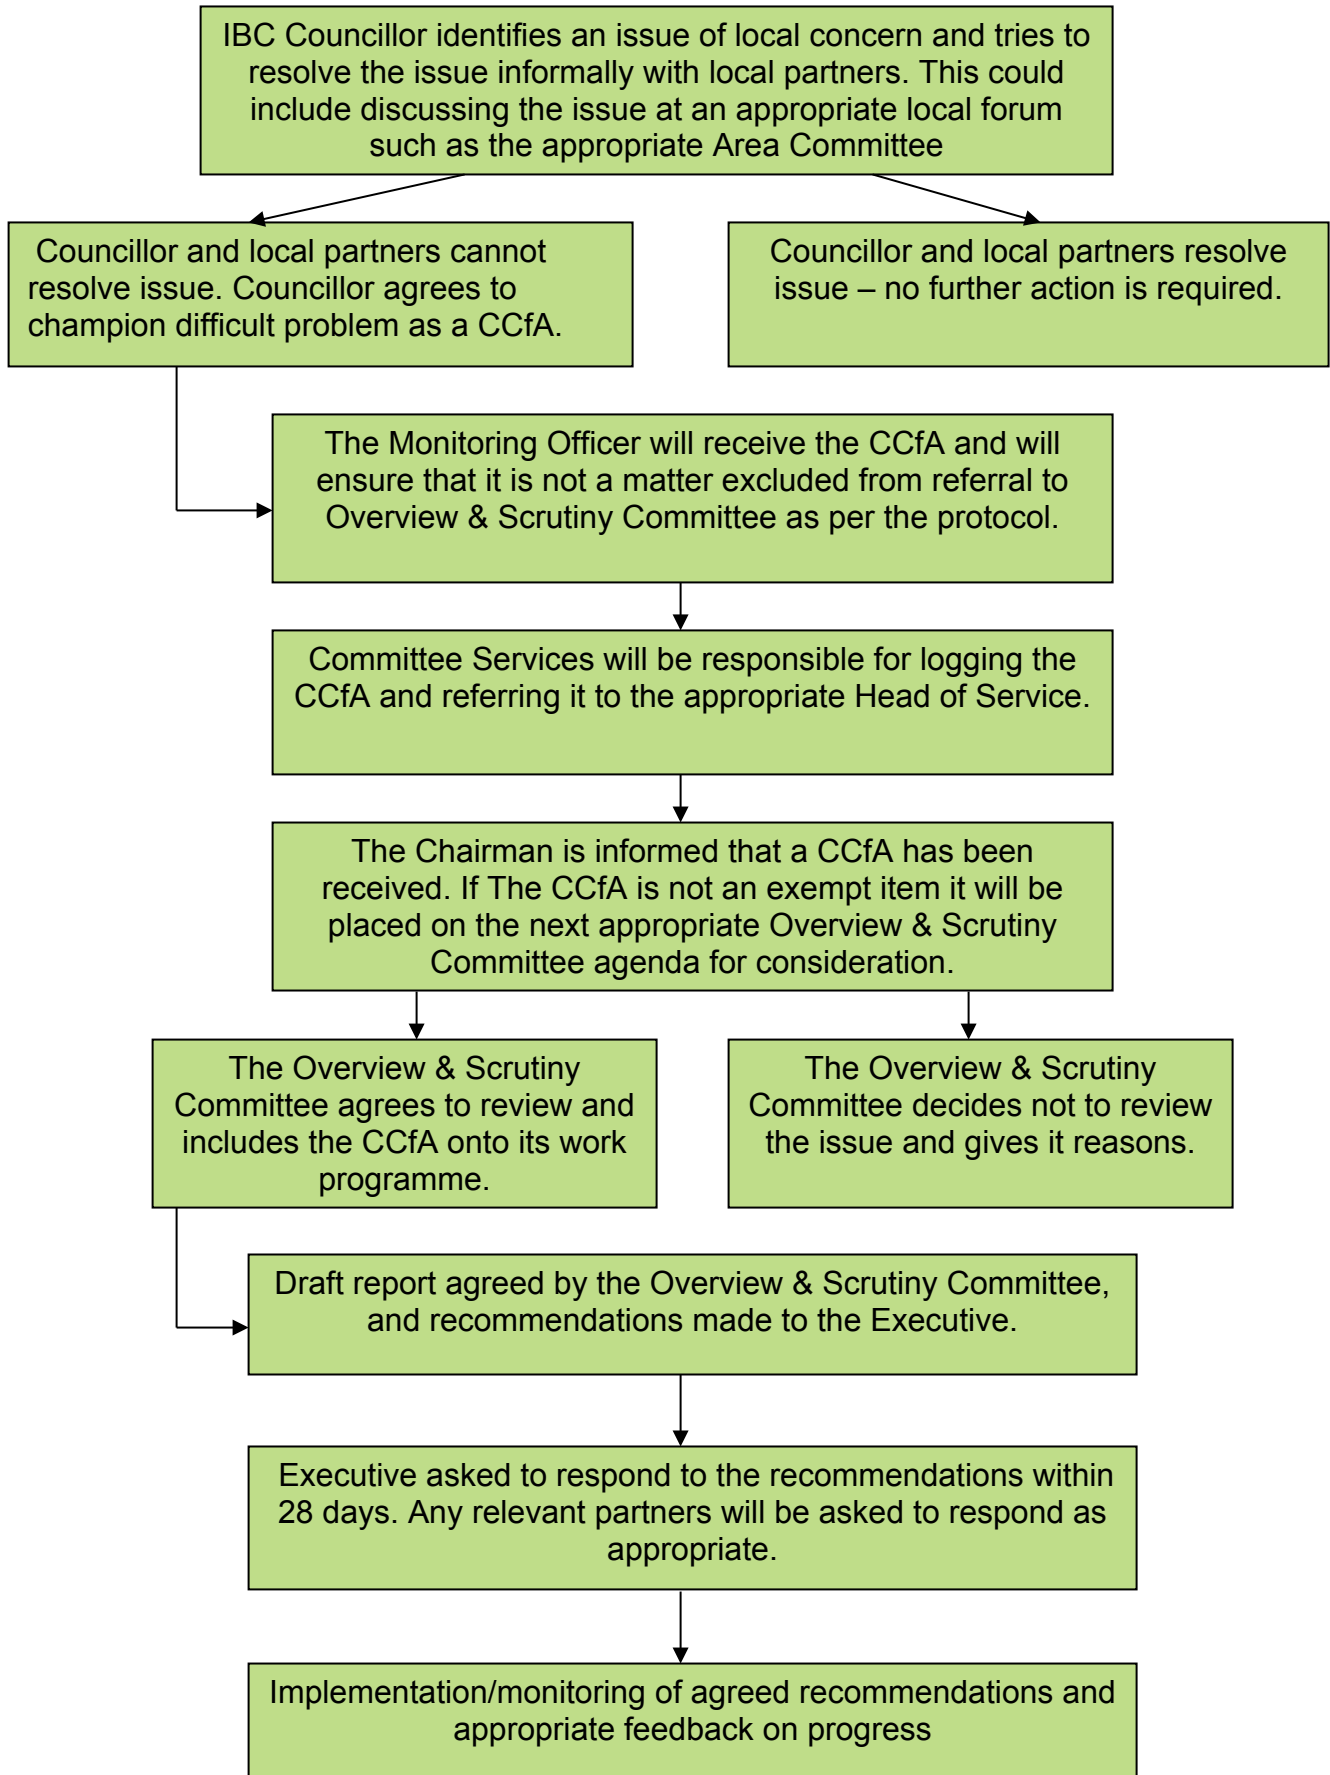 IBC Councillor identifies an issue of local concern and tries to
resolve the issue informally with local partners. This could
include discussing the issue at an appropriate local forum
such as the appropriate Area Committee
Councillor and local partners cannot
resolve issue. Councillor agrees to
champion difficult problem as a CCfA.
Councillor and local partners resolve
issue – no further action is required.
The Monitoring Officer will receive the CCfA and will
ensure that it is not a matter excluded from referral to
Overview & Scrutiny Committee as per the protocol.
Committee Services will be responsible for logging the
CCfA and referring it to the appropriate Head of Service.
The Chairman is informed that a CCfA has been
received. If The CCfA is not an exempt item it will be
placed on the next appropriate Overview & Scrutiny
Committee agenda for consideration.
The Overview & Scrutiny
Committee agrees to review and
includes the CCfA onto its work
programme.
The Overview & Scrutiny
Committee decides not to review
the issue and gives it reasons.
Draft report agreed by the Overview & Scrutiny Committee,
and recommendations made to the Executive.
Executive asked to respond to the recommendations within
28 days. Any relevant partners will be asked to respond as
appropriate.
Implementation/monitoring of agreed recommendations and
appropriate feedback on progress